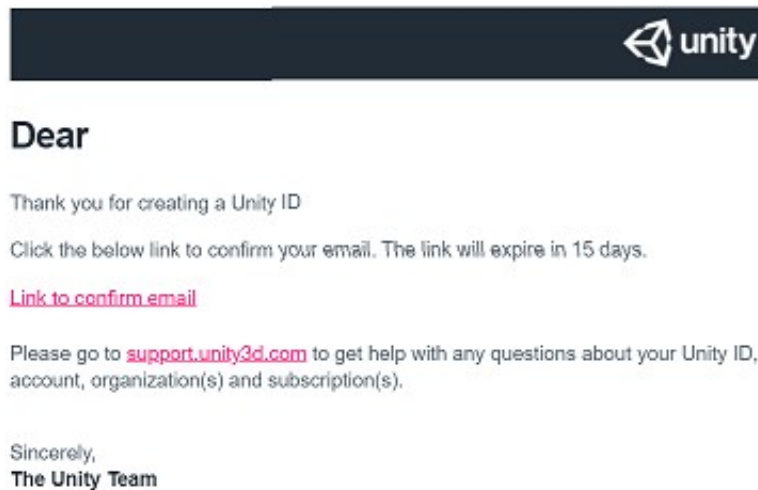 unity
Dear
Thank you for creating a Unity ID
Click the below link to confirm your email. The link will expire in 15 days.
Link to confirm email
Please go to support.unity3d.com to get help with any questions about your Unity ID,
account, organization(s) and subscription(s).
Sincerely,
The Unity Team